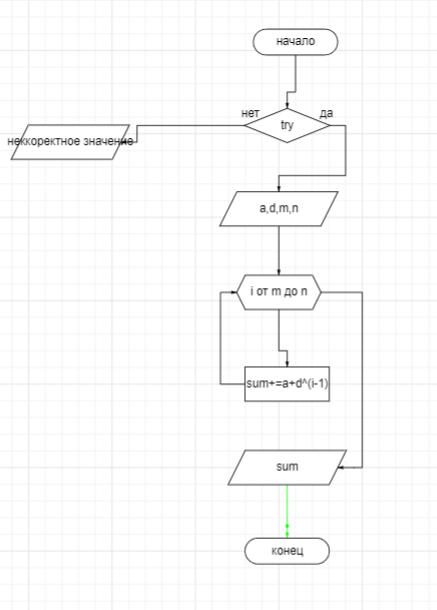 начало
нет
да
try
неккоректное значение
a,d,m,n
i от m до n
sum+=a+d^(i-1)
sum
конец